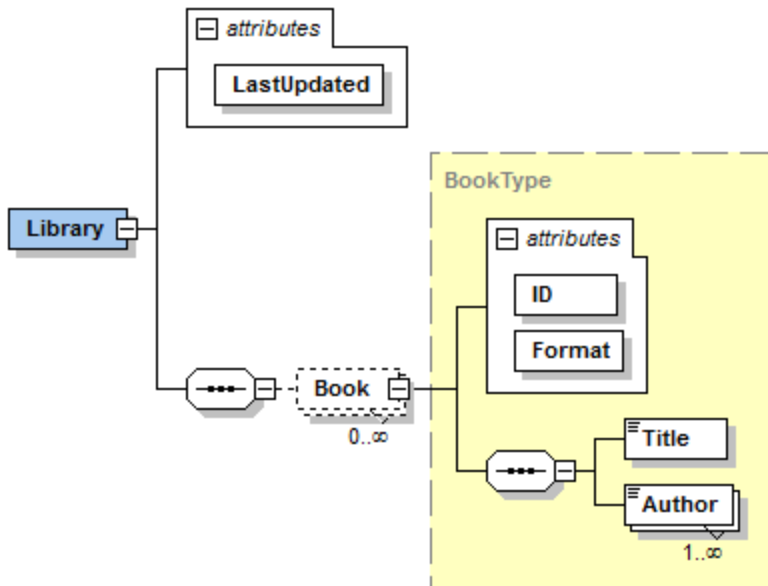 attributes
LastUpdated
BookType
Library
attributes
ID
Format
Book
0..∞
Title
Author
1..∞